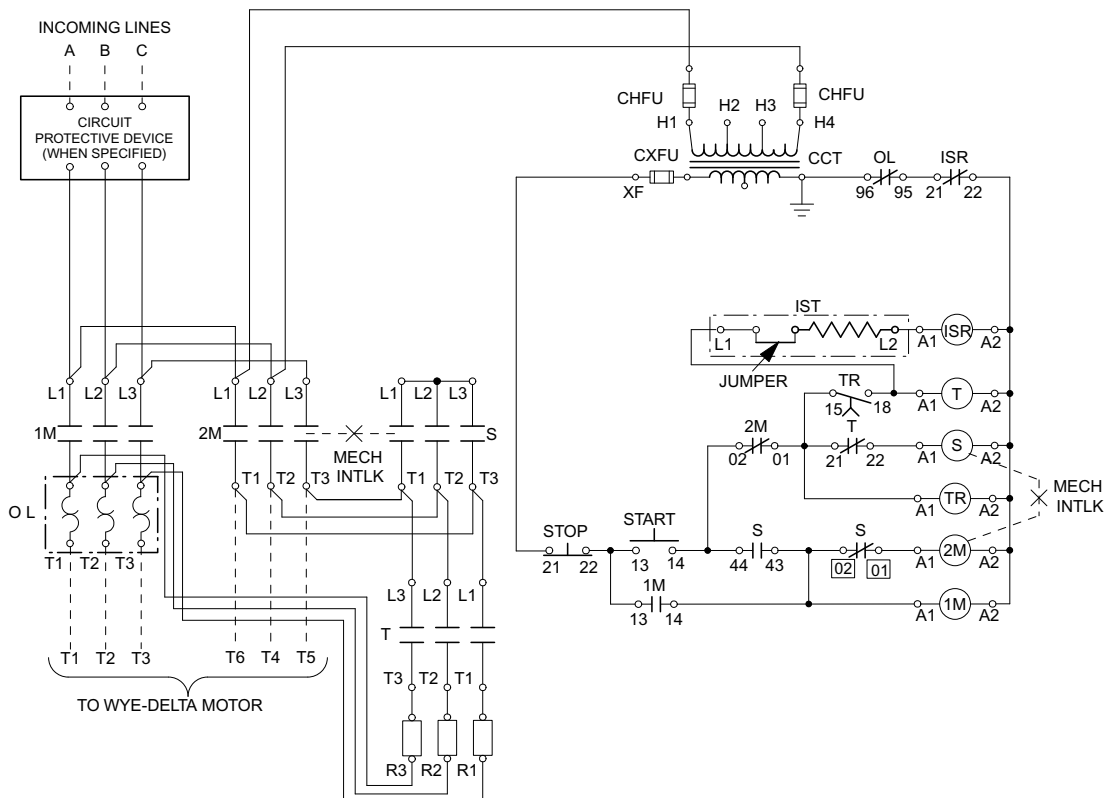 INCOMING LINES
A B C
CIRCUIT
PROTECTIVE DEVICE
(WHEN SPECIFIED)
CHFU CHFU
H1 H2 H3 H4
CXFU CCT OL ISR
XF 96 95 21 22
IST
L1 L2 A1 ISR A2
JUMPER
TR
15 18 A1 T A2
2M T
02 01 21 22 A1 S A2
A1 TR A2
MECH
INTLK
STOP START S S
21 22 13 14 44 43 02 01 A1 2M A2
1M
13 14 A1 1M A2
L1 L2 L3 L1 L2 L3 L1 L2 L3
1M 2M S
MECH
INTLK
T1 T2 T3 T1 T2 T3
O L
T1 T2 T3
L3 L2 L1
T
T1 T2 T3 T6 T4 T5
T3 T2 T1
TO WYE-DELTA MOTOR
R3 R2 R1